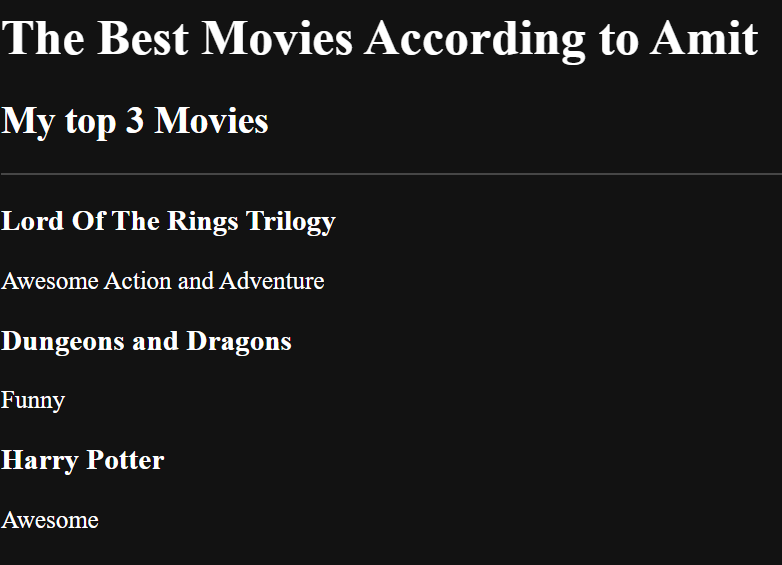 The Best Movies According to Amit
My top 3 Movies
Lord Of The Rings Trilogy
Awesome Action and Adventure
Dungeons and Dragons
Funny
Harry Potter
Awesome